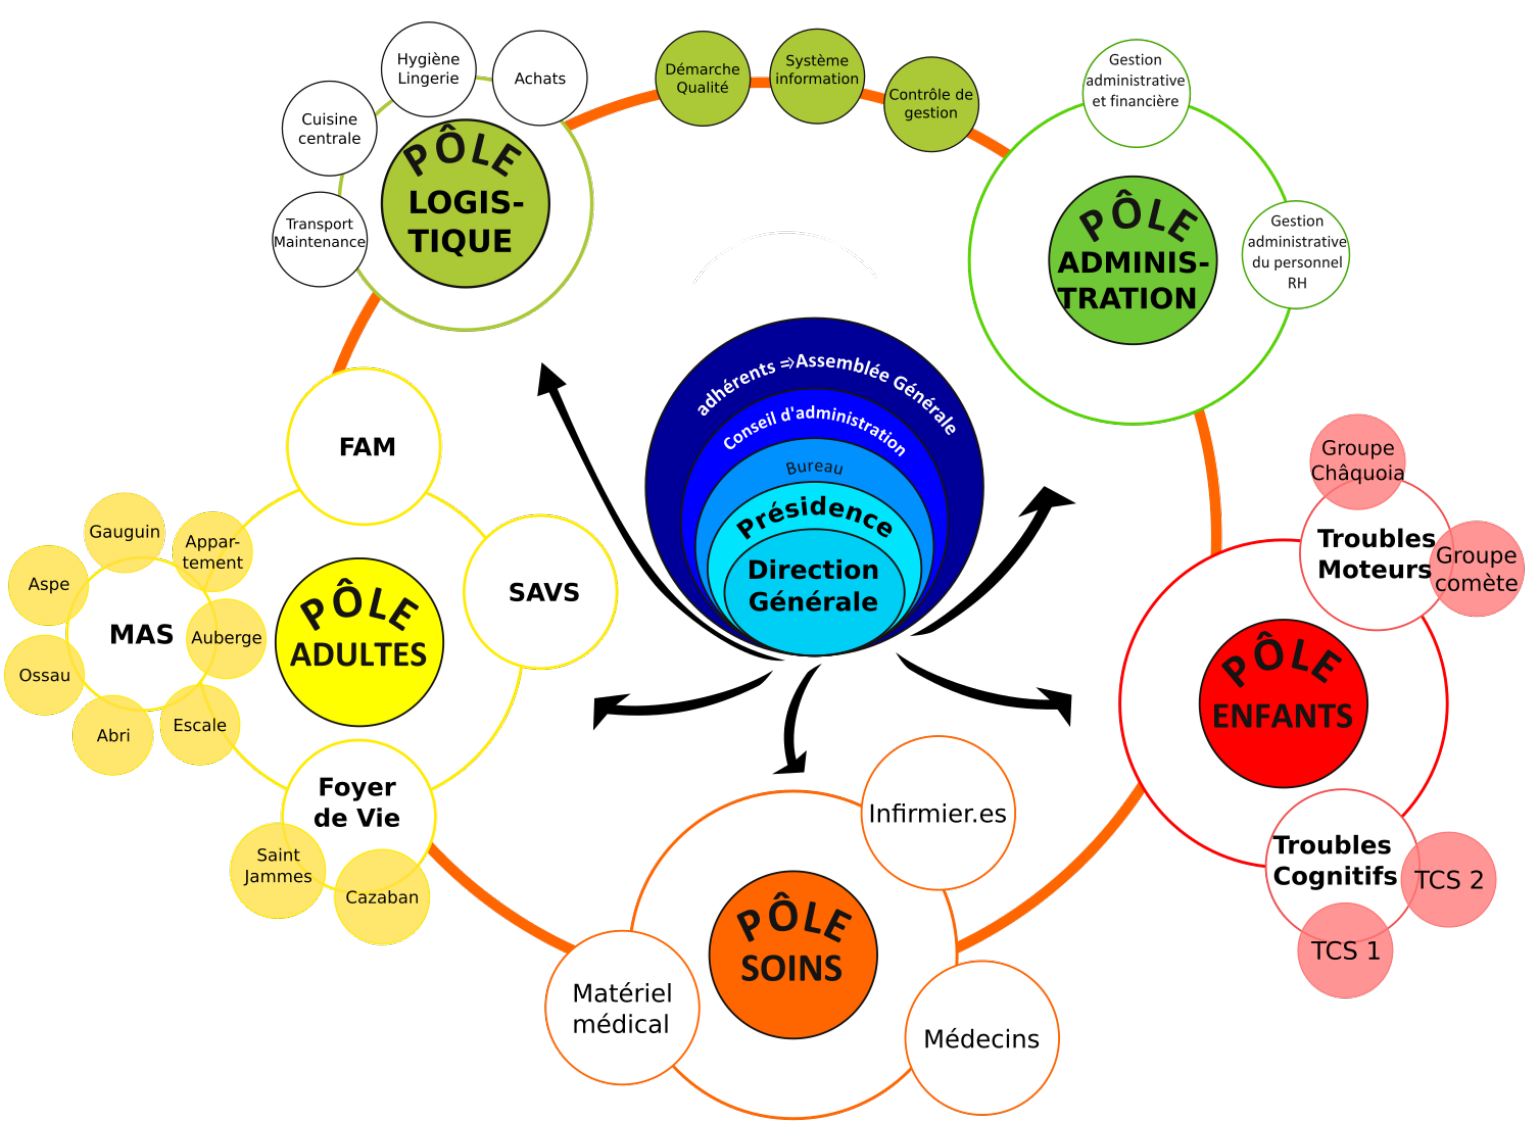 Hygiène
Lingerie
Achats
Cuisine
centrale
Transport
Maintenance
PÔLE
LOGIS-
TIQUE
Démarche
Qualité
Système
information
Contrôle de
gestion
Gestion
administrative
et financière
Gestion
administrative
du personnel
RH
PÔLE
ADMINIS-
TRATION
adhérents ⇒Assemblée Générale
Conseil d'administration
Bureau
Présidence
Direction
Générale
FAM
SAVS
MAS
Gauguin
Appar-
tement
Aspe
Auberge
Ossau
Abri
Escale
PÔLE
ADULTES
Foyer
de Vie
Saint
Jammes
Cazaban
Groupe
Châquoia
Troubles
Moteurs
Groupe
comète
PÔLE
ENFANTS
Troubles
Cognitifs
TCS 2
TCS 1
Infirmier.es
PÔLE
SOINS
Matériel
médical
Médecins